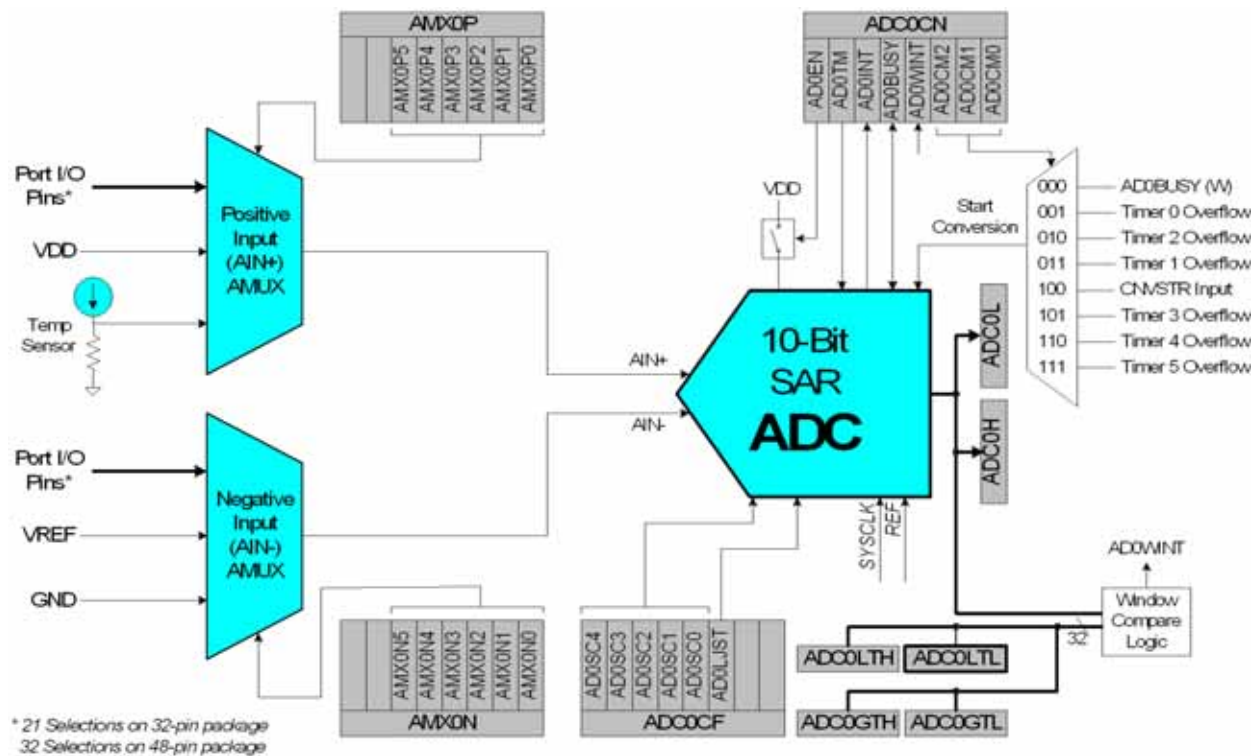 AMX0P
AMX0P5
AMX0P4
AMX0P3
AMX0P2
AMX0P1
AMX0P0
ADC0CN
AD0EN
AD0TM
AD0INT
AD0BUSY
AD0WINT
AD0CM2
AD0CM1
AD0CM0
Port I/O
Pins*
VDD
Temp
Sensor
Positive
Input
(AIN+)
AMUX
VDD
Start
Conversion
000 AD0BUSY (W)
001 Timer 0 Overflow
010 Timer 2 Overflow
011 Timer 1 Overflow
100 CNVSTR Input
101 Timer 3 Overflow
110 Timer 4 Overflow
111 Timer 5 Overflow
AIN+
AIN-
10-Bit
SAR
ADC
ADC0L
ADC0H
SYSCLK
REF
Port I/O
Pins*
VREF
GND
Negative
Input
(AIN-)
AMUX
AMX0N5
AMX0N4
AMX0N3
AMX0N2
AMX0N1
AMX0N0
AMX0N
AD0SC4
AD0SC3
AD0SC2
AD0SC1
AD0SC0
AD0LJST
ADC0CF
AD0WINT
Window
Compare
Logic
32
ADC0LTH
ADC0LTL
ADC0GTH
ADC0GTL
* 21 Selections on 32-pin package
32 Selections on 48-pin package